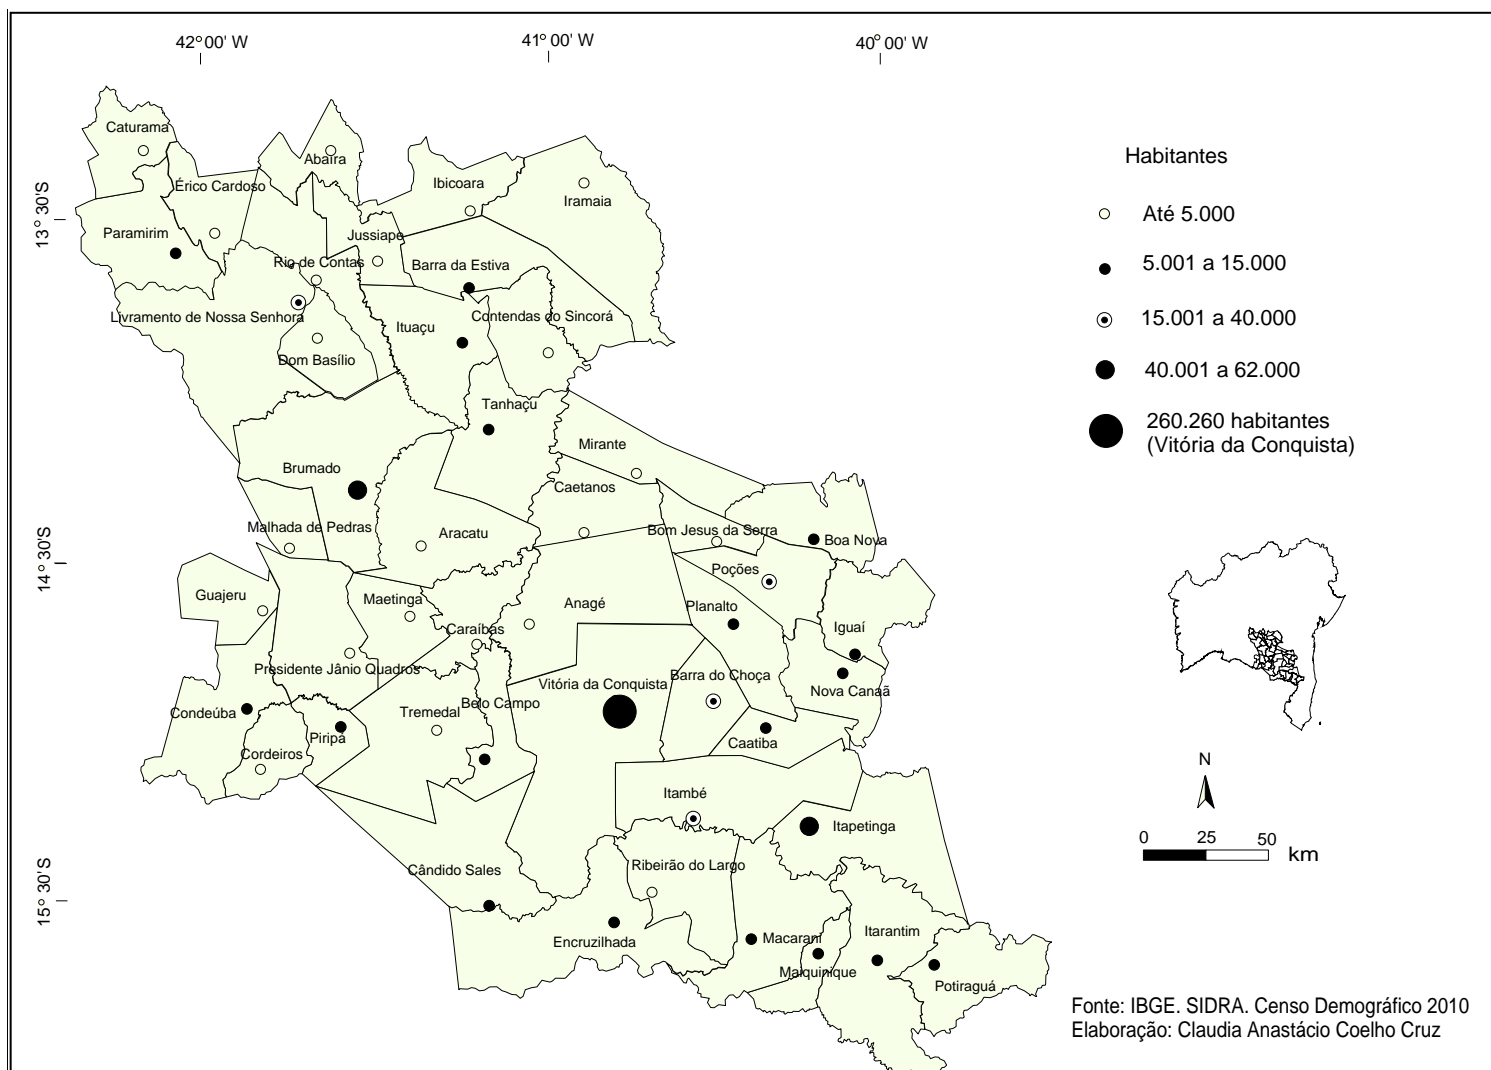 42° 00' W
41° 00' W
40° 00' W
13° 30'S
14° 30'S
15° 30'S
Caturama
Abaíra
Érico Cardoso
Ibicoara
Iramaia
Paramirim
Jussiape
Rio de Contas
Barra da Estiva
Livramento de Nossa Senhora
Ituaçu
Contendas do Sincorá
Dom Basílio
Tanhaçu
Mirante
Brumado
Caetanos
Malhada de Pedras
Aracatu
Bom Jesus da Serra
Boa Nova
Poções
Guajeru
Maetinga
Anagé
Planalto
Caraíbas
Iguaí
Presidente Jânio Quadros
Vitória da Conquista
Barra do Choça
Nova Canaã
Condeúba
Tremedal
Belo Campo
Piripá
Caatiba
Cordeiros
Itambé
Itapetinga
Cândido Sales
Ribeirão do Largo
Encruzilhada
Macarani
Itarantim
Maiquinique
Potiraguá
Habitantes
Até 5.000
5.001 a 15.000
15.001 a 40.000
40.001 a 62.000
260.260 habitantes
(Vitória da Conquista)
N
0 25 50
km
Fonte: IBGE. SIDRA. Censo Demográfico 2010
Elaboração: Claudia Anastácio Coelho Cruz